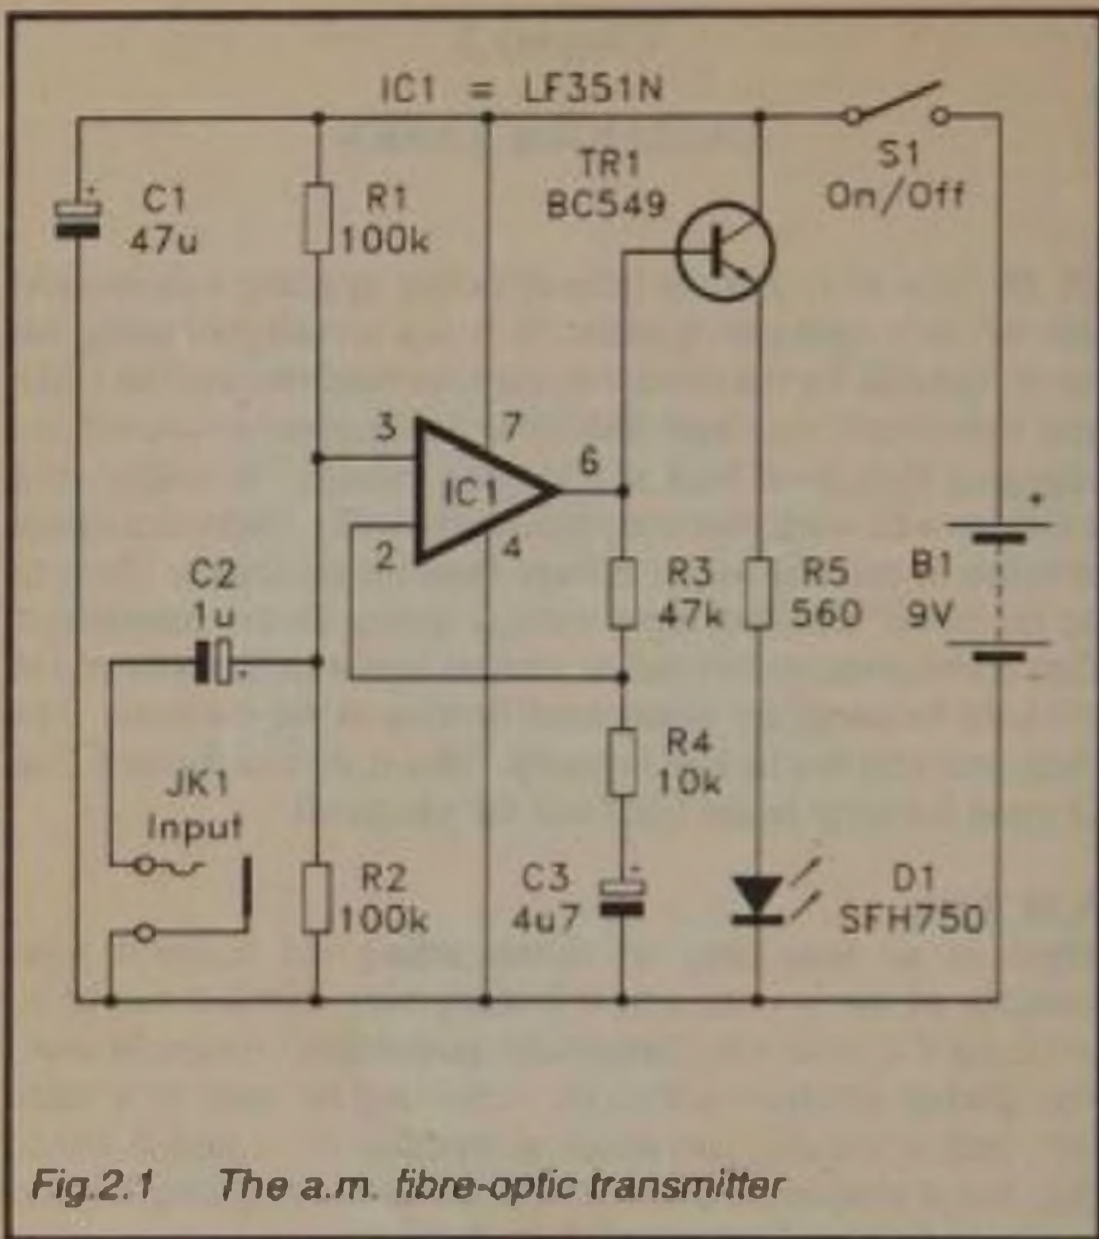 IC1 = LF351N
TR1
BC549
S1
On/Off
C1
47u
+
R1
100k
3
7
6
IC1
2
4
C2
1u
+
R3
47k
R5
560
B1
9V
+
-
R4
10k
JK1
Input
R2
100k
C3
4u7
+
D1
SFH750
Fig.2.1 The a.m. fibre-optic transmitter